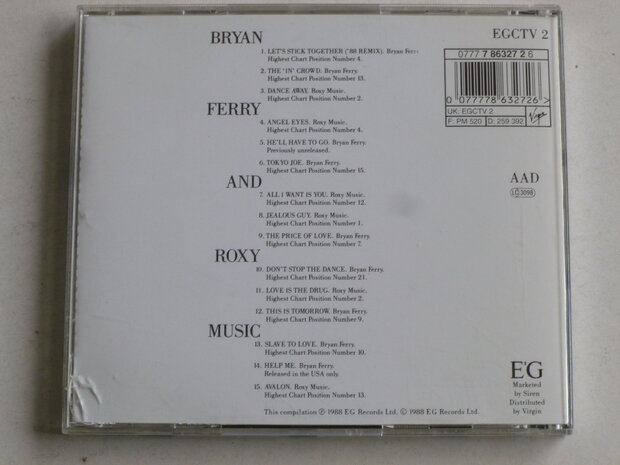 BRYAN
EGCTV 2
1. LET'S STICK TOGETHER ('88 REMIX). Bryan Ferry
Highest Chart Position Number 4.
2. THE 'IN' CROWD. Bryan Ferry.
Highest Chart Position Number 13.
3. DANCE AWAY. Roxy Music.
Highest Chart Position Number 2.
0777 7 86327 2 6
0 077778 632726 >
UK: EGCTV 2
F: PM 520 D: 259 392
Virgin
FERRY
4. ANGEL EYES. Roxy Music.
Highest Chart Position Number 4.
5. HE'LL HAVE TO GO. Bryan Ferry.
Previously unreleased.
6. TOKYO JOE. Bryan Ferry.
Highest Chart Position Number 15.
AND
AAD
LC 3098
7. ALL I WANT IS YOU. Roxy Music.
Highest Chart Position Number 12.
8. JEALOUS GUY. Roxy Music.
Highest Chart Position Number 1.
9. THE PRICE OF LOVE. Bryan Ferry.
Highest Chart Position Number 7.
ROXY
10. DON'T STOP THE DANCE. Bryan Ferry.
Highest Chart Position Number 21.
11. LOVE IS THE DRUG. Roxy Music.
Highest Chart Position Number 2.
12. THIS IS TOMORROW. Bryan Ferry.
Highest Chart Position Number 9.
MUSIC
13. SLAVE TO LOVE. Bryan Ferry.
Highest Chart Position Number 10.
14. HELP ME. Bryan Ferry.
Released in the USA only.
15. AVALON. Roxy Music.
Highest Chart Position Number 13.
E'G
Marketed
by Siren
Distributed
by Virgin
This compilation ℗ 1988 E'G Records Ltd. © 1988 E'G Records Ltd.